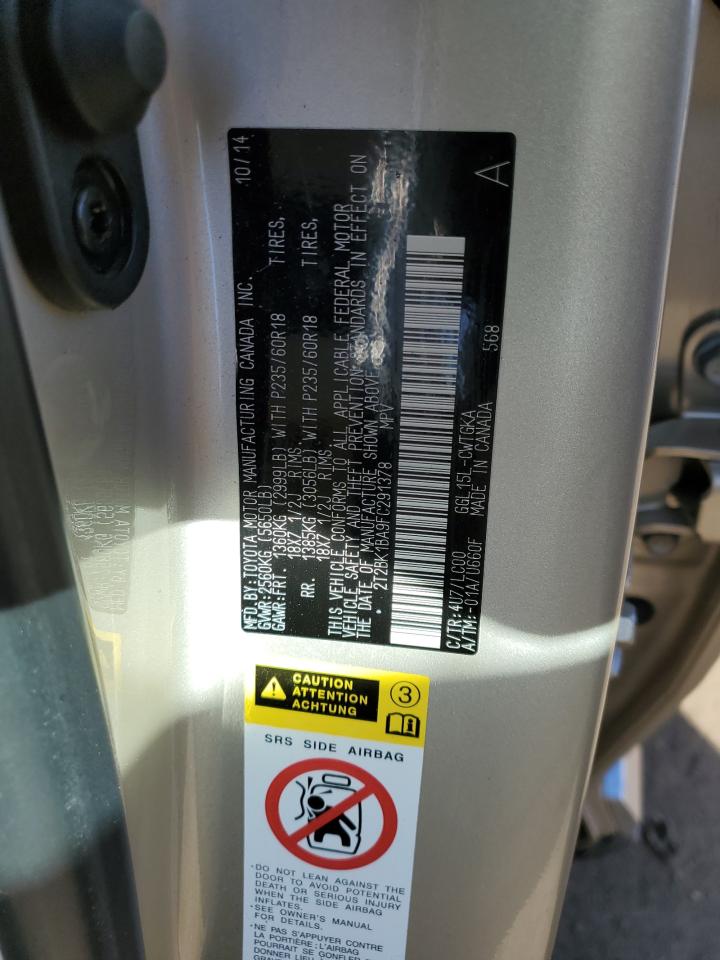 MFD.BY:TOYOTA MOTOR MANUFACTURING CANADA INC. 10/14
GVWR:2560KG (5650LB)
GAWR:FRT. 1360KG (2999LB) WITH P235/60R18 TIRES,
18X7 1/2J RIMS,
RR. 1385KG (3056LB) WITH P235/60R18 TIRES,
18X7 1/2J RIMS,
THIS VEHICLE CONFORMS TO ALL APPLICABLE FEDERAL MOTOR
VEHICLE SAFETY AND THEFT PREVENTION STANDARDS IN EFFECT ON
THE DATE OF MANUFACTURE SHOWN ABOVE.
2T2BK1BA9FC291378 MPV
C/TR:4U7/LC00 GGL15L-CWTGKA 568 A
A/TM:-01A/U660F MADE IN CANADA
CAUTION
ATTENTION
ACHTUNG
3
SRS SIDE AIRBAG
·DO NOT LEAN AGAINST THE
DOOR TO AVOID POTENTIAL
DEATH OR SERIOUS INJURY
WHEN THE SIDE AIRBAG
INFLATES.
·SEE OWNER'S MANUAL
FOR DETAILS.
·NE PAS S'APPUYER CONTRE
LA PORTIÈRE;L'AIRBAG
POURRAIT SE GONFLER